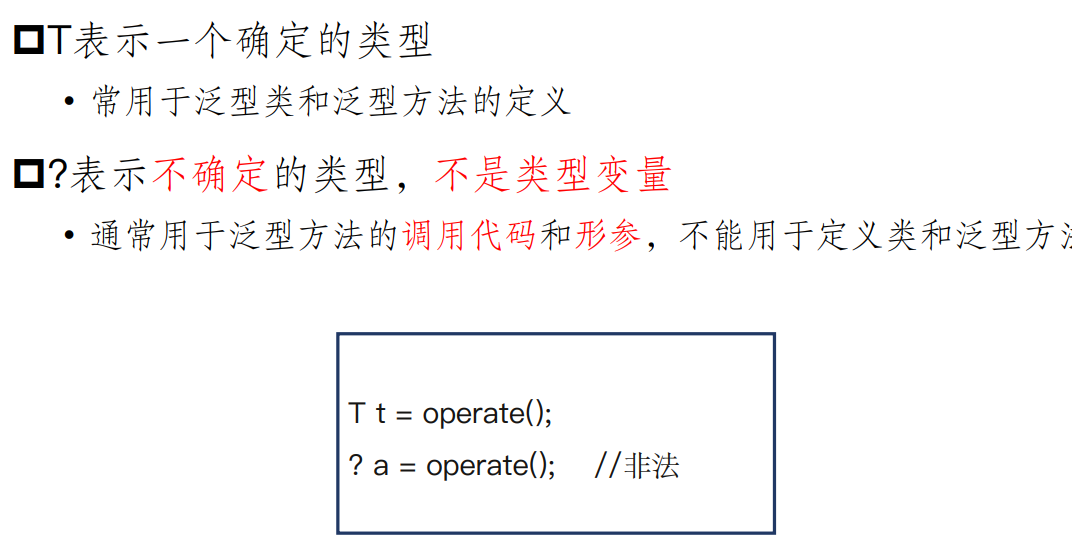 T表示一个确定的类型
• 常用于泛型类和泛型方法的定义
?表示不确定的类型，不是类型变量
• 通常用于泛型方法的调用代码和形参，不能用于定义类和泛型方法
T t = operate();
? a = operate(); //非法